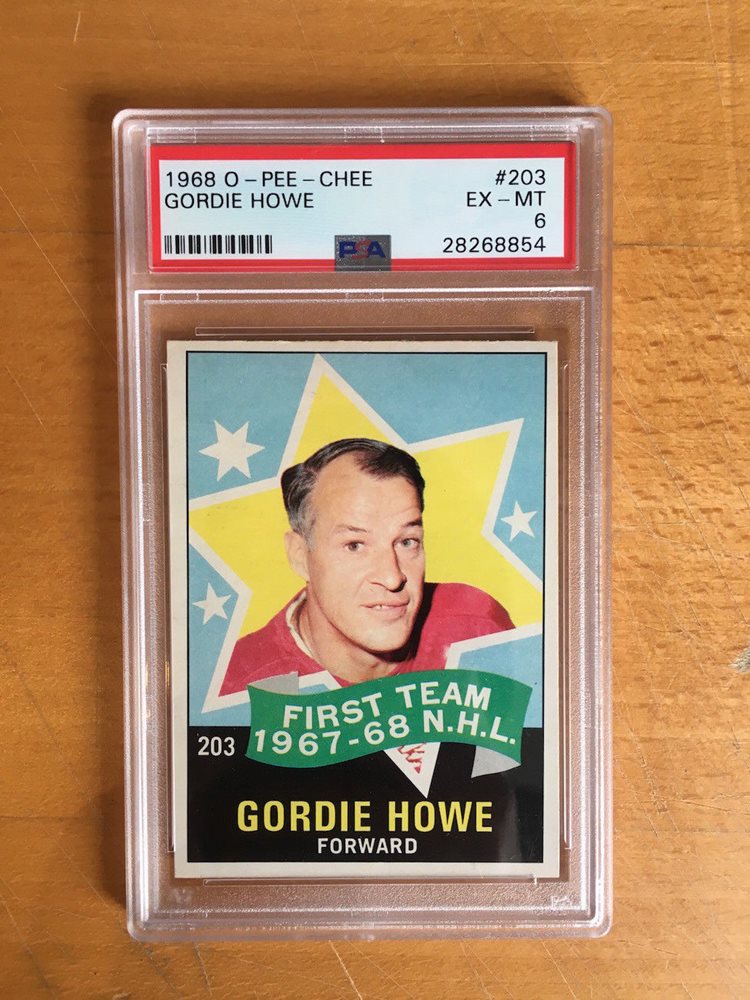 1968 O-PEE-CHEE #203
GORDIE HOWE EX-MT
6
PSA 28268854
FIRST TEAM
1967-68 N.H.L.
203
GORDIE HOWE
FORWARD